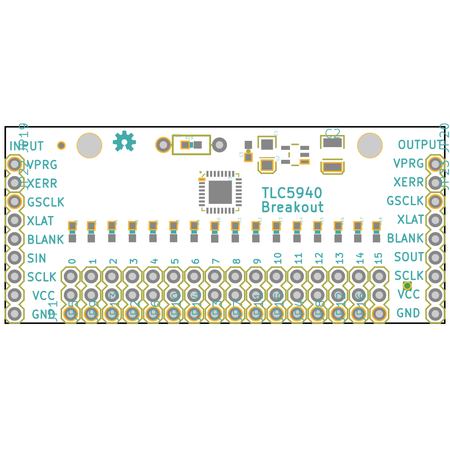 INPUT
VPRG
XERR
GSCLK
XLAT
BLANK
SIN
SCLK
VCC
GND
C2
TLC5940
Breakout
0 1 2 3 4 5 6 7 8 9 10 11 12 13 14 15
OUTPUT
VPRG
XERR
GSCLK
XLAT
BLANK
SOUT
SCLK
VCC
GND